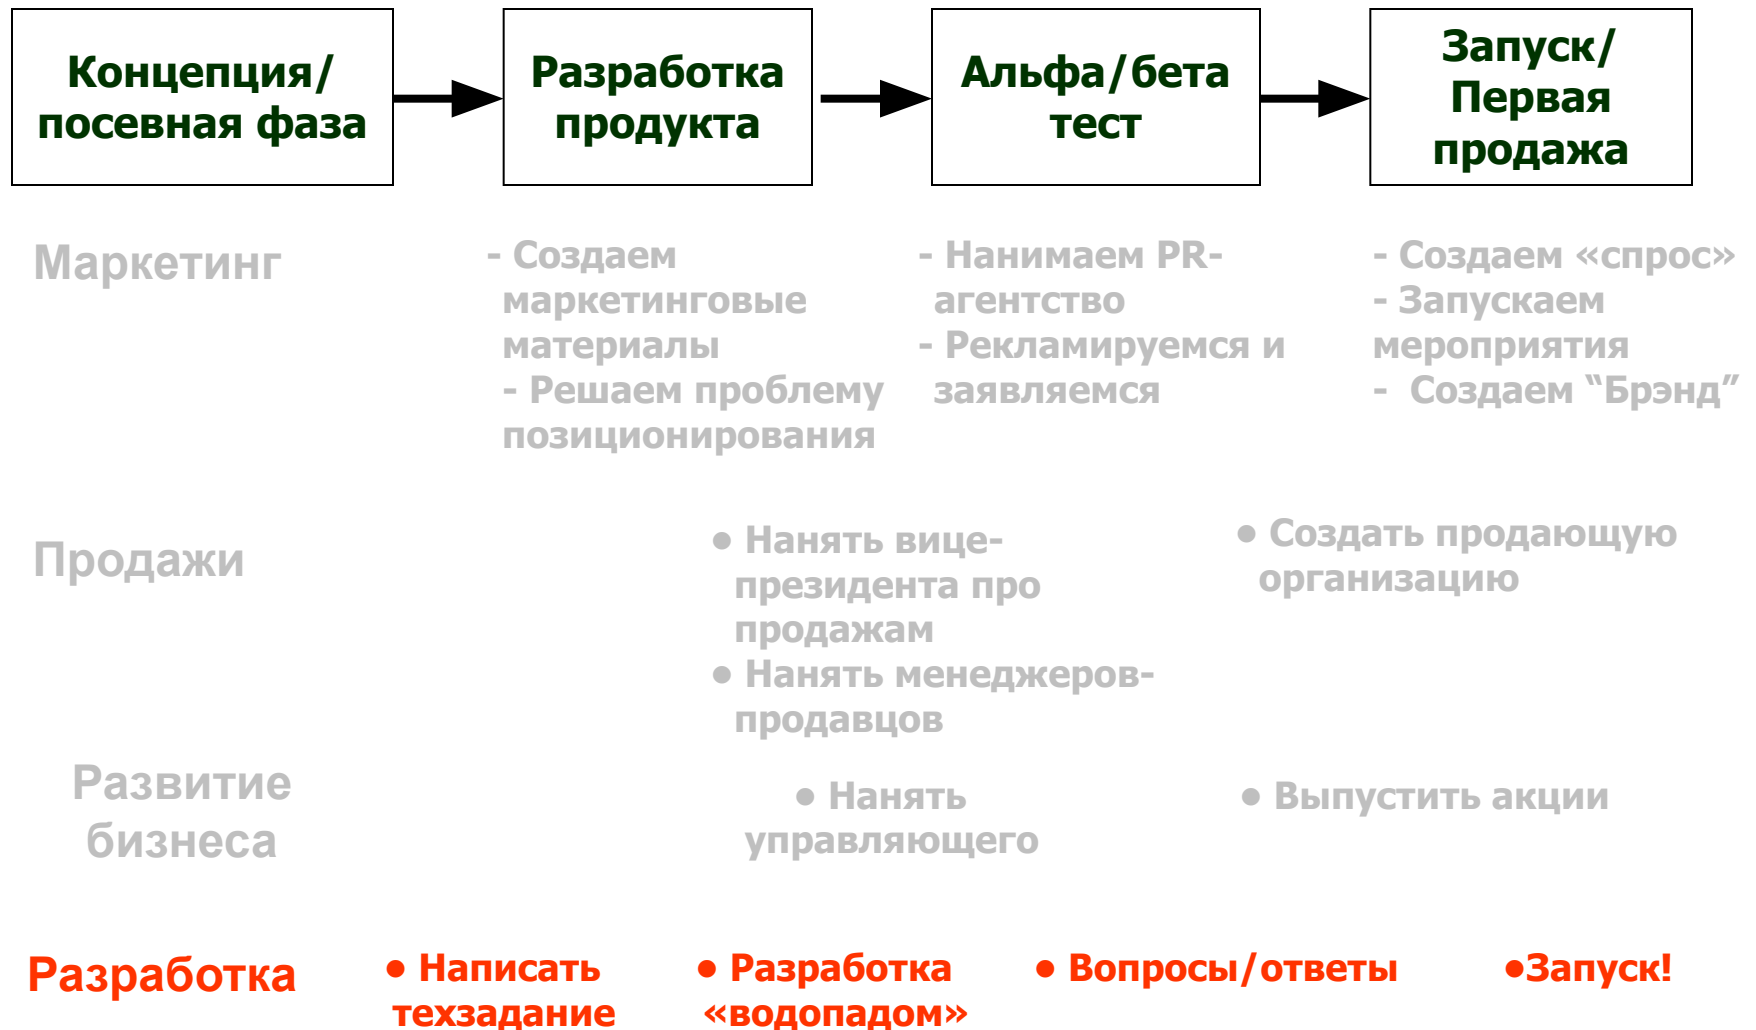 Концепция/
посевная фаза
Разработка
продукта
Альфа/бета
тест
Запуск/
Первая
продажа
Маркетинг
- Создаем
маркетинговые
материалы
- Решаем проблему
позиционирования
- Нанимаем PR-
агентство
- Рекламируемся и
заявляемся
- Создаем «спрос»
- Запускаем
мероприятия
- Создаем “Брэнд”
Продажи
• Нанять вице-
президента про
продажам
• Нанять менеджеров-
продавцов
• Создать продающую
организацию
Развитие
бизнеса
• Нанять
управляющего
• Выпустить акции
Разработка
• Написать
техзадание
• Разработка
«водопадом»
• Вопросы/ответы
•Запуск!